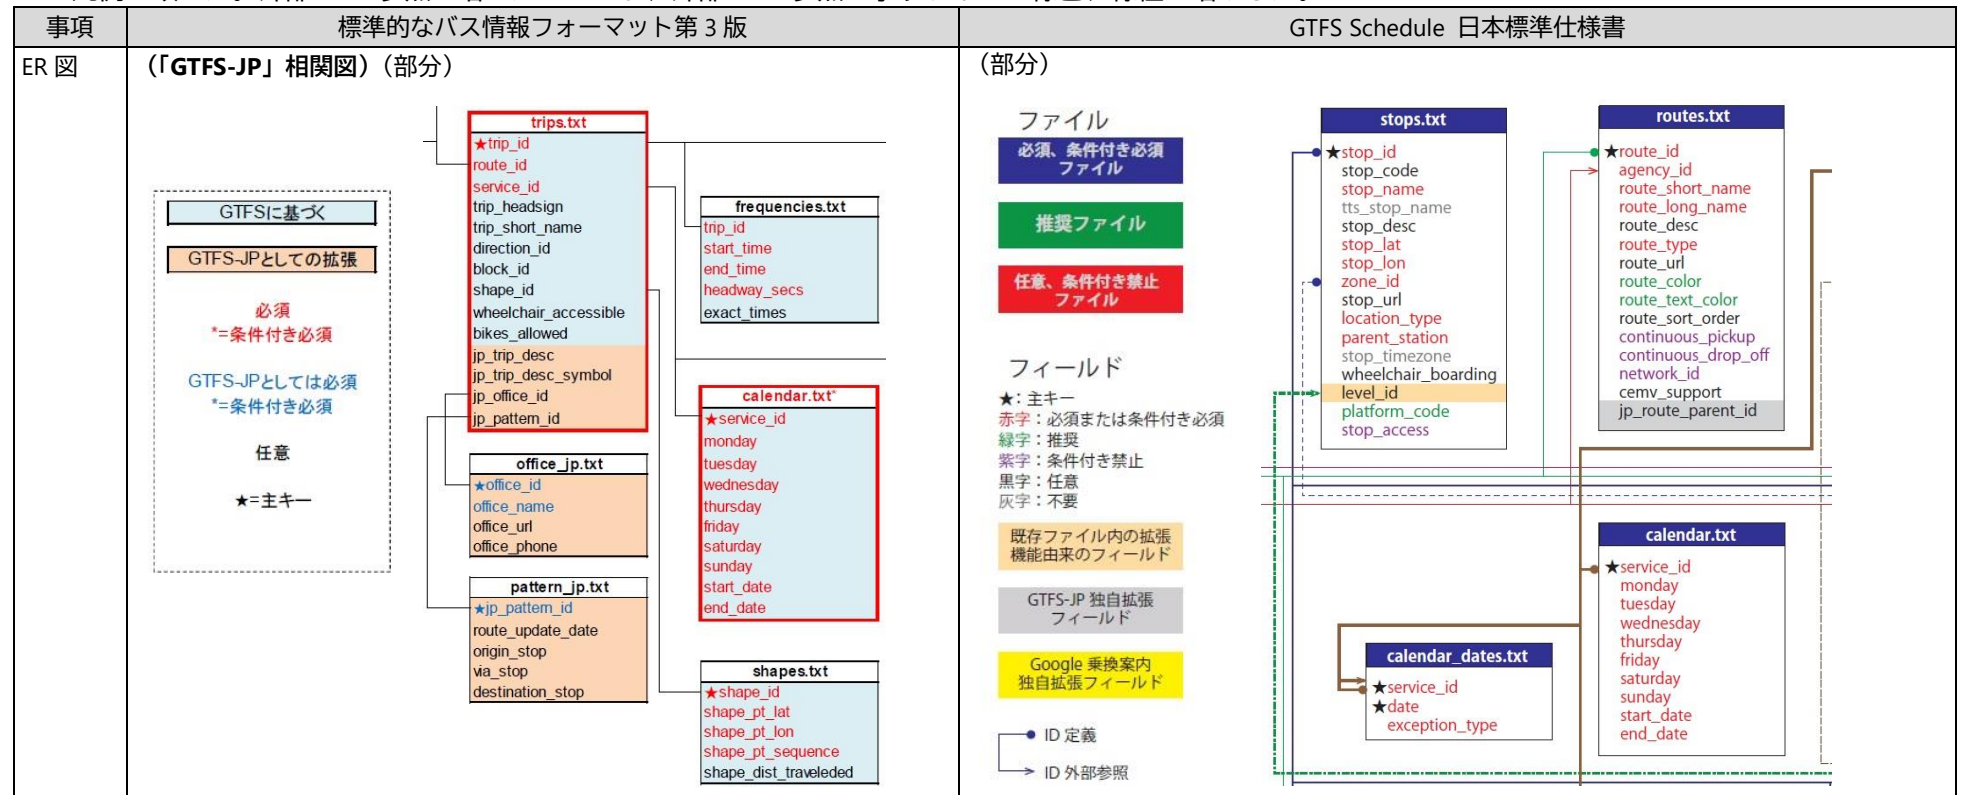 事項
標準的なバス情報フォーマット第 3 版
GTFS Schedule 日本標準仕様書
ER 図
(「GTFS-JP」相関図)(部分)
GTFSに基づく
GTFS-JPとしての拡張
必須
*=条件付き必須
GTFS-JPとしては必須
*=条件付き必須
任意
★=主キー
trips.txt
★trip_id
route_id
service_id
trip_headsign
trip_short_name
direction_id
block_id
shape_id
wheelchair_accessible
bikes_allowed
jp_trip_desc
jp_trip_desc_symbol
jp_office_id
jp_pattern_id
office_jp.txt
★office_id
office_name
office_url
office_phone
pattern_jp.txt
★jp_pattern_id
route_update_date
origin_stop
via_stop
destination_stop
frequencies.txt
trip_id
start_time
end_time
headway_secs
exact_times
calendar.txt*
★service_id
monday
tuesday
wednesday
thursday
friday
saturday
sunday
start_date
end_date
shapes.txt
★shape_id
shape_pt_lat
shape_pt_lon
shape_pt_sequence
shape_dist_traveleded
(部分)
ファイル
必須、条件付き必須
ファイル
推奨ファイル
任意、条件付き禁止
ファイル
フィールド
★: 主キー
赤字:必須または条件付き必須
緑字:推奨
紫字:条件付き禁止
黒字:任意
灰字:不要
既存ファイル内の拡張
機能由来のフィールド
GTFS-JP 独自拡張
フィールド
Google 乗換案内
独自拡張フィールド
ID 定義
ID 外部参照
stops.txt
★stop_id
stop_code
stop_name
tts_stop_name
stop_desc
stop_lat
stop_lon
zone_id
stop_url
location_type
parent_station
stop_timezone
wheelchair_boarding
level_id
platform_code
stop_access
routes.txt
★route_id
agency_id
route_short_name
route_long_name
route_desc
route_type
route_url
route_color
route_text_color
route_sort_order
continuous_pickup
continuous_drop_off
network_id
cemv_support
jp_route_parent_id
calendar_dates.txt
★service_id
★date
exception_type
calendar.txt
★service_id
monday
tuesday
wednesday
thursday
friday
saturday
sunday
start_date
end_date